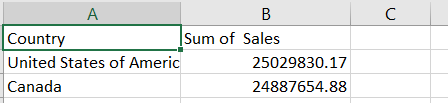 A B C
Country Sum of Sales
United States of Americ 25029830.17
Canada 24887654.88